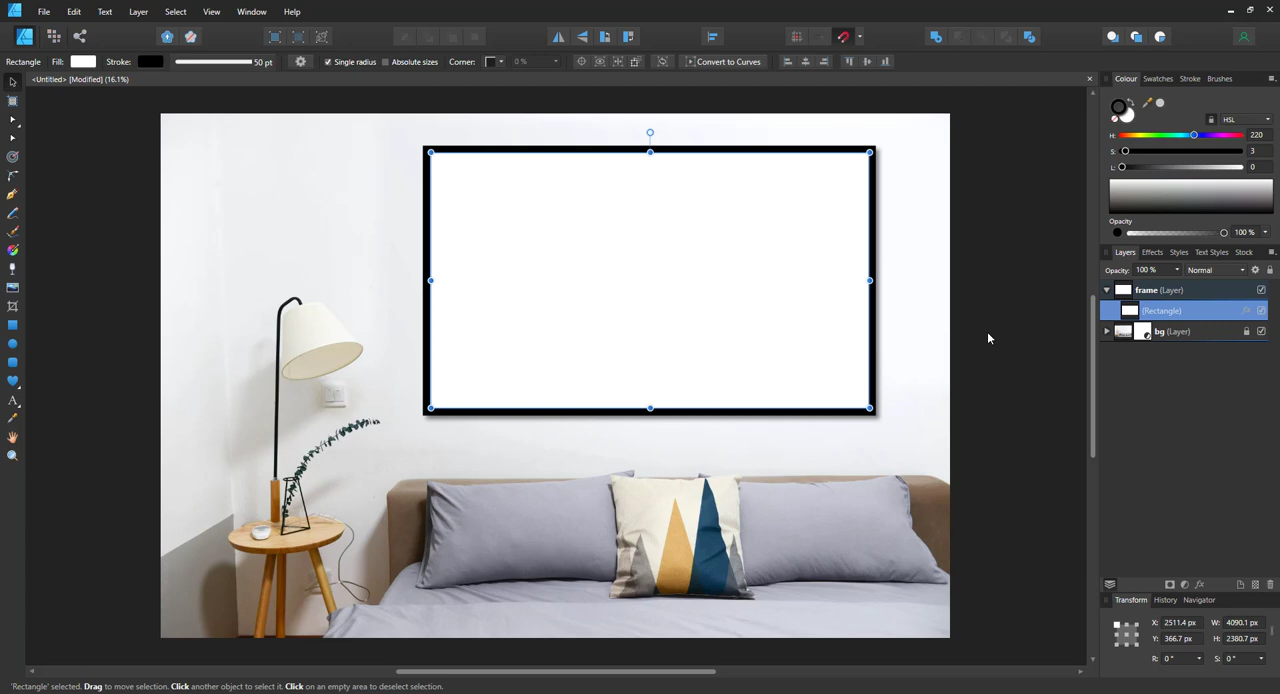 File Edit Text Layer Select View Window Help
Rectangle Fill: Stroke: 50 pt Single radius Absolute sizes Corner: 0 % Convert to Curves
<Untitled> [Modified] (16.1%)
Colour Swatches Stroke Brushes
HSL
H: 220
S: 3
L: 0
Opacity
100 %
Layers Effects Styles Text Styles Stock
Opacity: 100 % Normal
frame (Layer)
(Rectangle)
bg (Layer)
fx
Transform History Navigator
X: 2511.4 px W: 4090.1 px
Y: 366.7 px H: 2380.7 px
R: 0 ° S: 0 °
'Rectangle' selected. Drag to move selection. Click another object to select it. Click on an empty area to deselect selection.